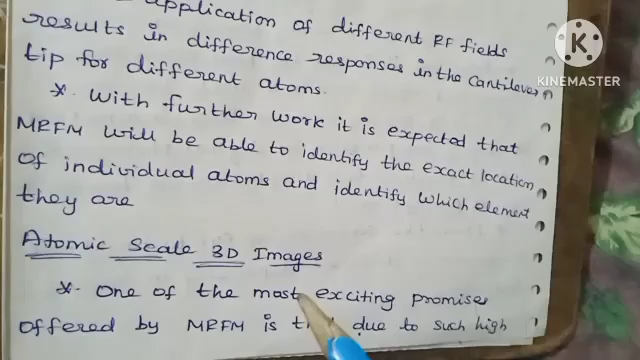 application of different RF fields
results in difference responses in the cantilever
tip for different atoms.
* With further work it is expected that
MRFM will be able to identify the exact location
of individual atoms and identify which element
they are
Atomic Scale 3D Images
* One of the most exciting promises
offered by MRFM is due to such high
KINEMASTER